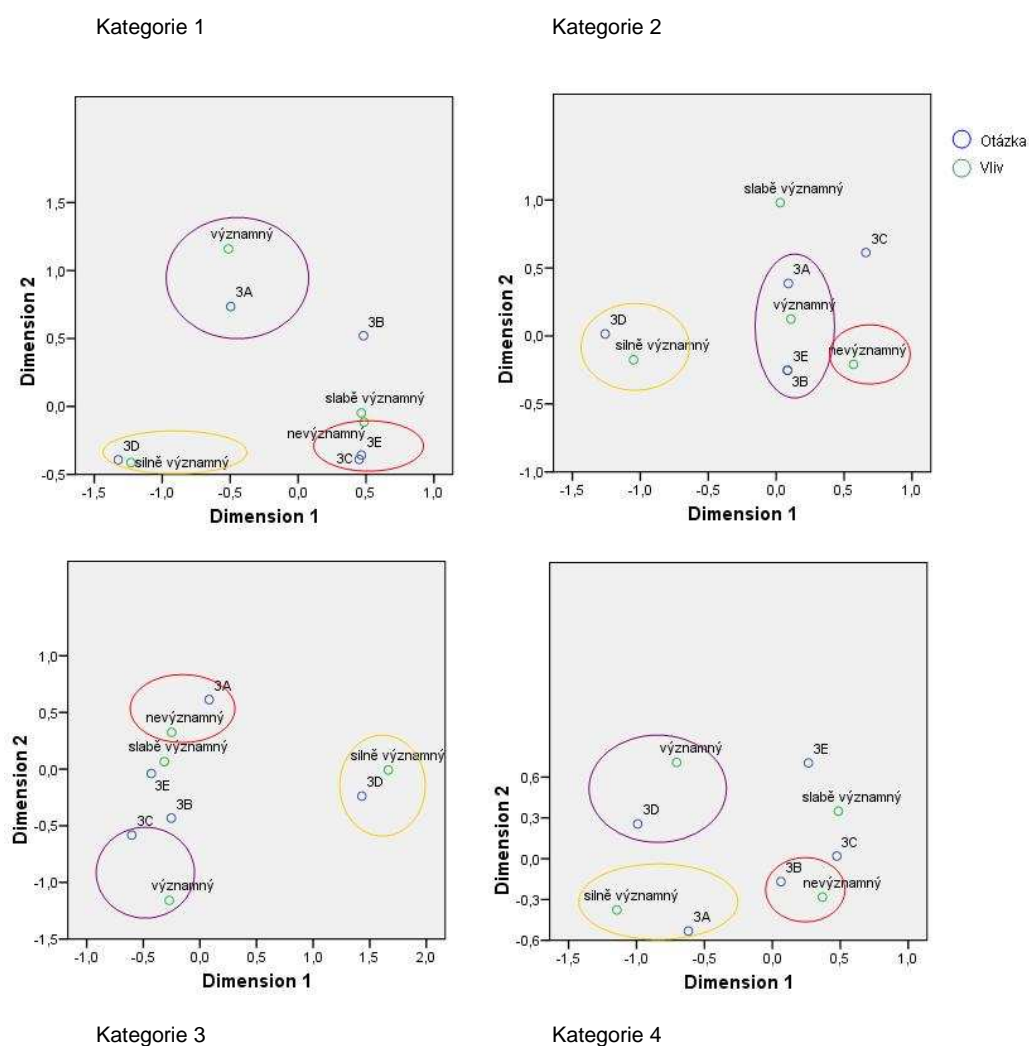 Kategorie 1
Kategorie 2
Otázka
Vliv
Dimension 2
1,5
1,0
0,5
0,0
-0,5
významný
3A
3B
slabě významný
nevýznamný
3E
3C
3D
silně významný
-1,5 -1,0 -0,5 0,0 0,5 1,0
Dimension 1
Dimension 2
1,0
0,5
0,0
-0,5
-1,0
slabě významný
3C
3A
významný
3D
silně významný
nevýznamný
3E
3B
-1,5 -1,0 -0,5 0,0 0,5 1,0
Dimension 1
Dimension 2
1,0
0,5
0,0
-0,5
-1,0
-1,5
3A
nevýznamný
slabě významný
silně významný
3E
3D
3B
3C
významný
-1,0 -0,5 0,0 0,5 1,0 1,5 2,0
Dimension 1
Dimension 2
0,6
0,3
0,0
-0,3
-0,6
významný
3E
slabě významný
3D
3C
3B
nevýznamný
silně významný
3A
-1,5 -1,0 -0,5 0,0 0,5 1,0
Dimension 1
Kategorie 3
Kategorie 4